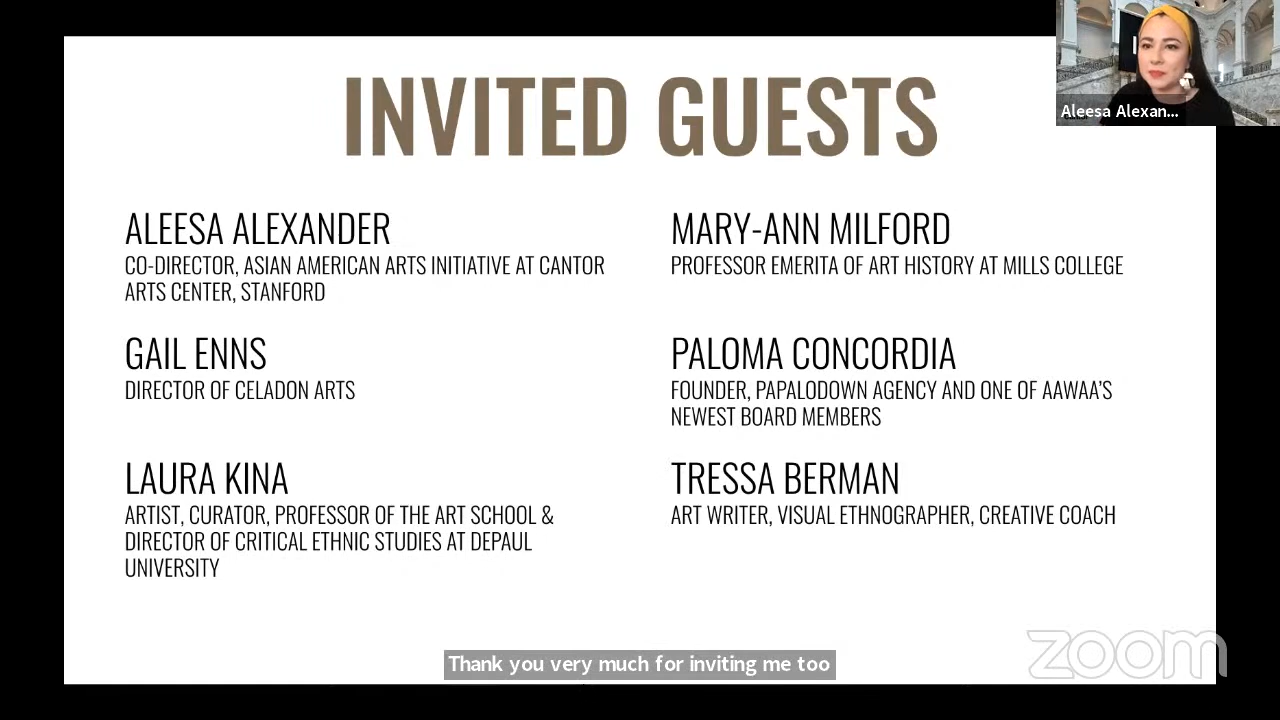 INVITED GUESTS
Aleesa Alexan...
ALEESA ALEXANDER
CO-DIRECTOR, ASIAN AMERICAN ARTS INITIATIVE AT CANTOR
ARTS CENTER, STANFORD
GAIL ENNS
DIRECTOR OF CELADON ARTS
LAURA KINA
ARTIST, CURATOR, PROFESSOR OF THE ART SCHOOL &
DIRECTOR OF CRITICAL ETHNIC STUDIES AT DEPAUL
UNIVERSITY
MARY-ANN MILFORD
PROFESSOR EMERITA OF ART HISTORY AT MILLS COLLEGE
PALOMA CONCORDIA
FOUNDER, PAPALODOWN AGENCY AND ONE OF AAWAA'S
NEWEST BOARD MEMBERS
TRESSA BERMAN
ART WRITER, VISUAL ETHNOGRAPHER, CREATIVE COACH
Thank you very much for inviting me too
zoom